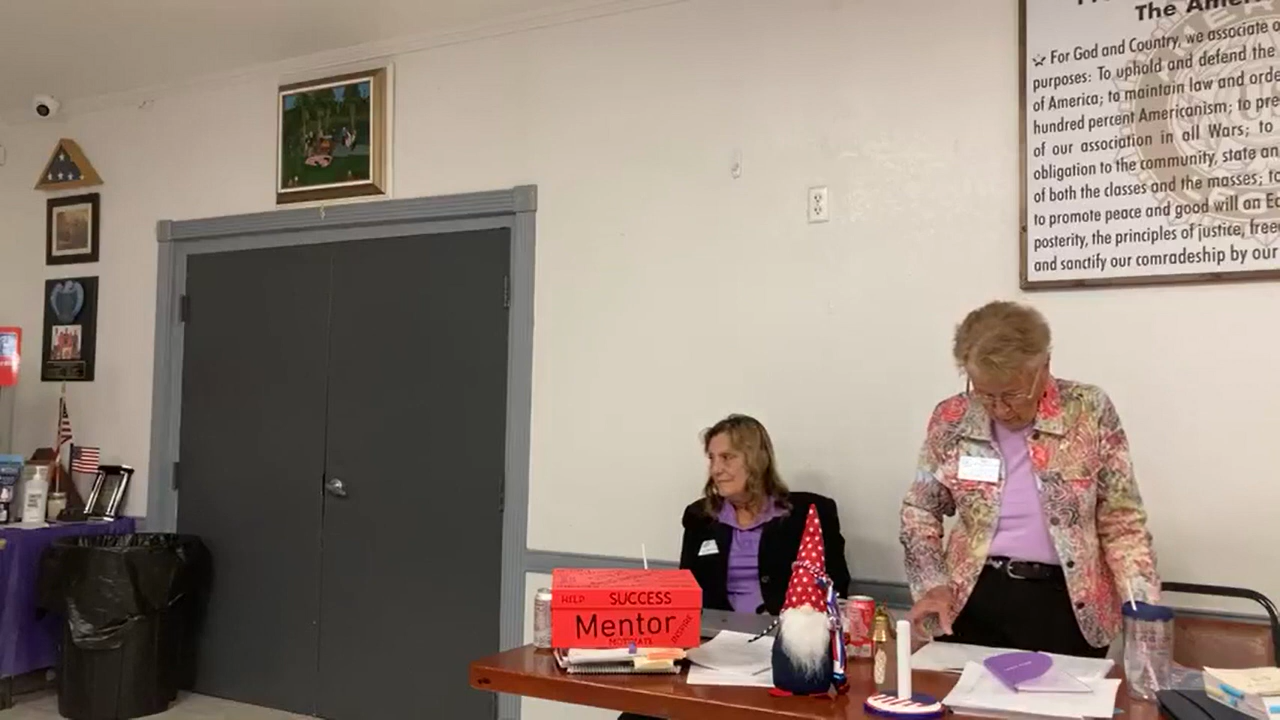 The Ameri
☆ For God and Country, we associate o
purposes: To uphold and defend the
of America; to maintain law and orde
hundred percent Americanism; to pre
of our association in all Wars; to
obligation to the community, state an
of both the classes and the masses; to
to promote peace and good will on Ea
posterity, the principles of justice, free
and sanctify our comradeship by our
HELP SUCCESS
Mentor
MOTIVATE INSPIRE